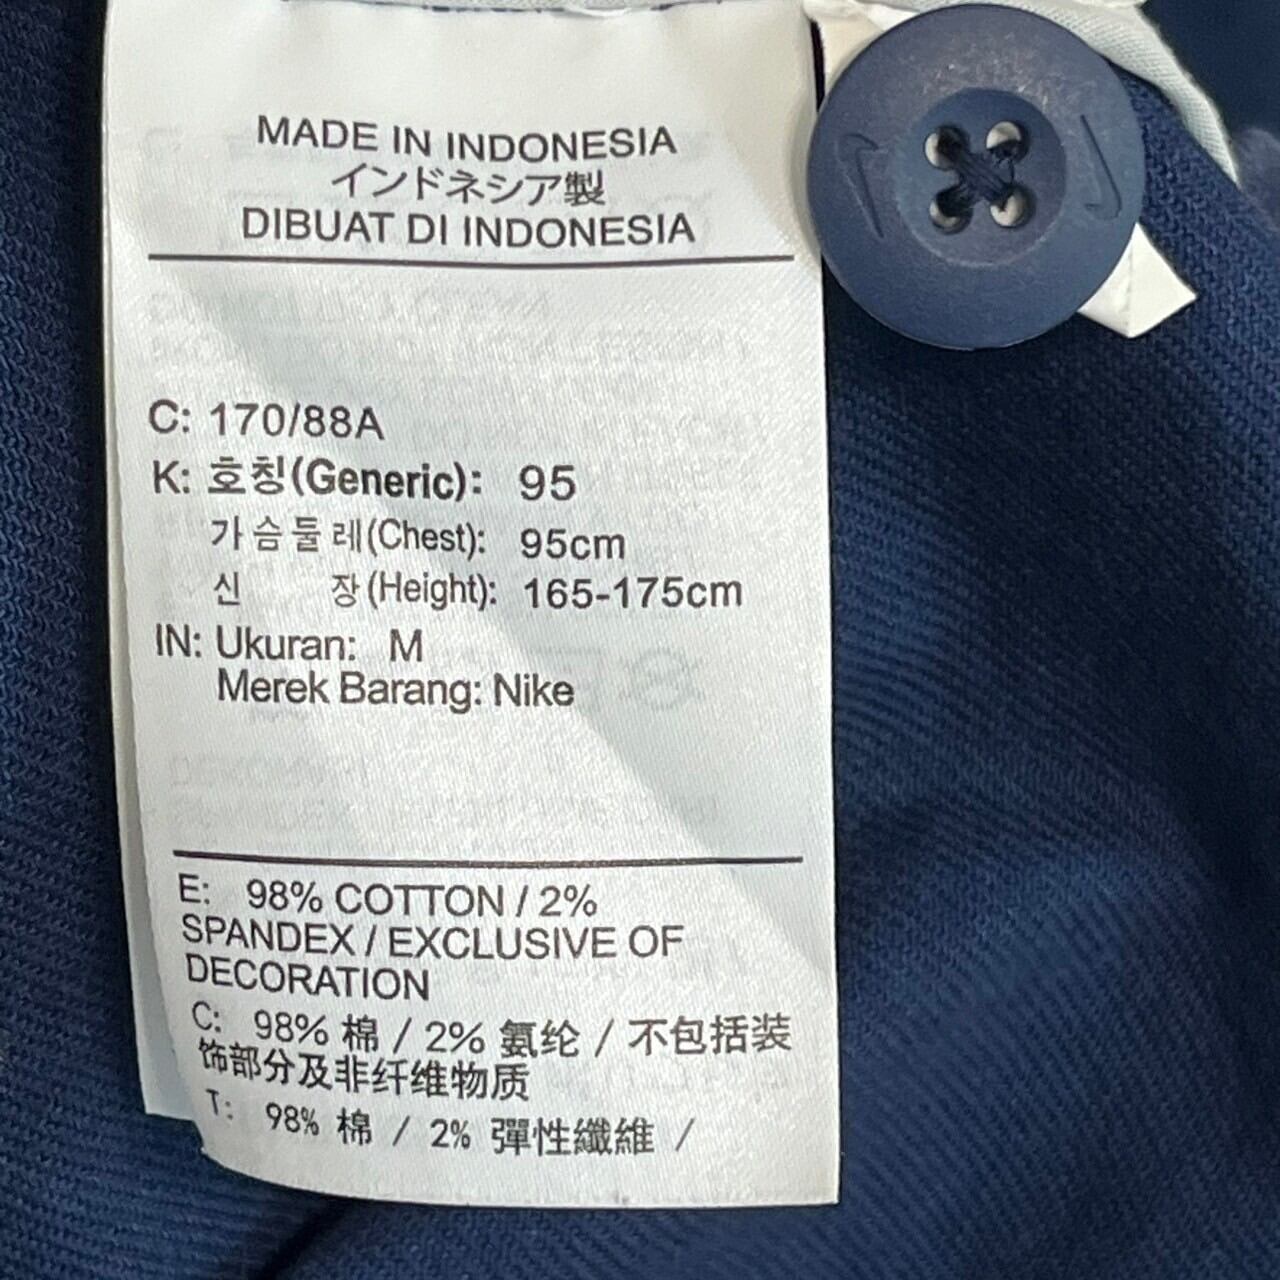 MADE IN INDONESIA
インドネシア製
DIBUAT DI INDONESIA
C: 170/88A
K: 호칭(Generic): 95
가슴둘레(Chest): 95cm
신 장(Height): 165-175cm
IN: Ukuran: M
Merek Barang: Nike
E: 98% COTTON / 2%
SPANDEX / EXCLUSIVE OF
DECORATION
C: 98% 棉 / 2% 氨纶 / 不包括装
饰部分及非纤维物质
T: 98% 棉 / 2% 彈性纖維 /